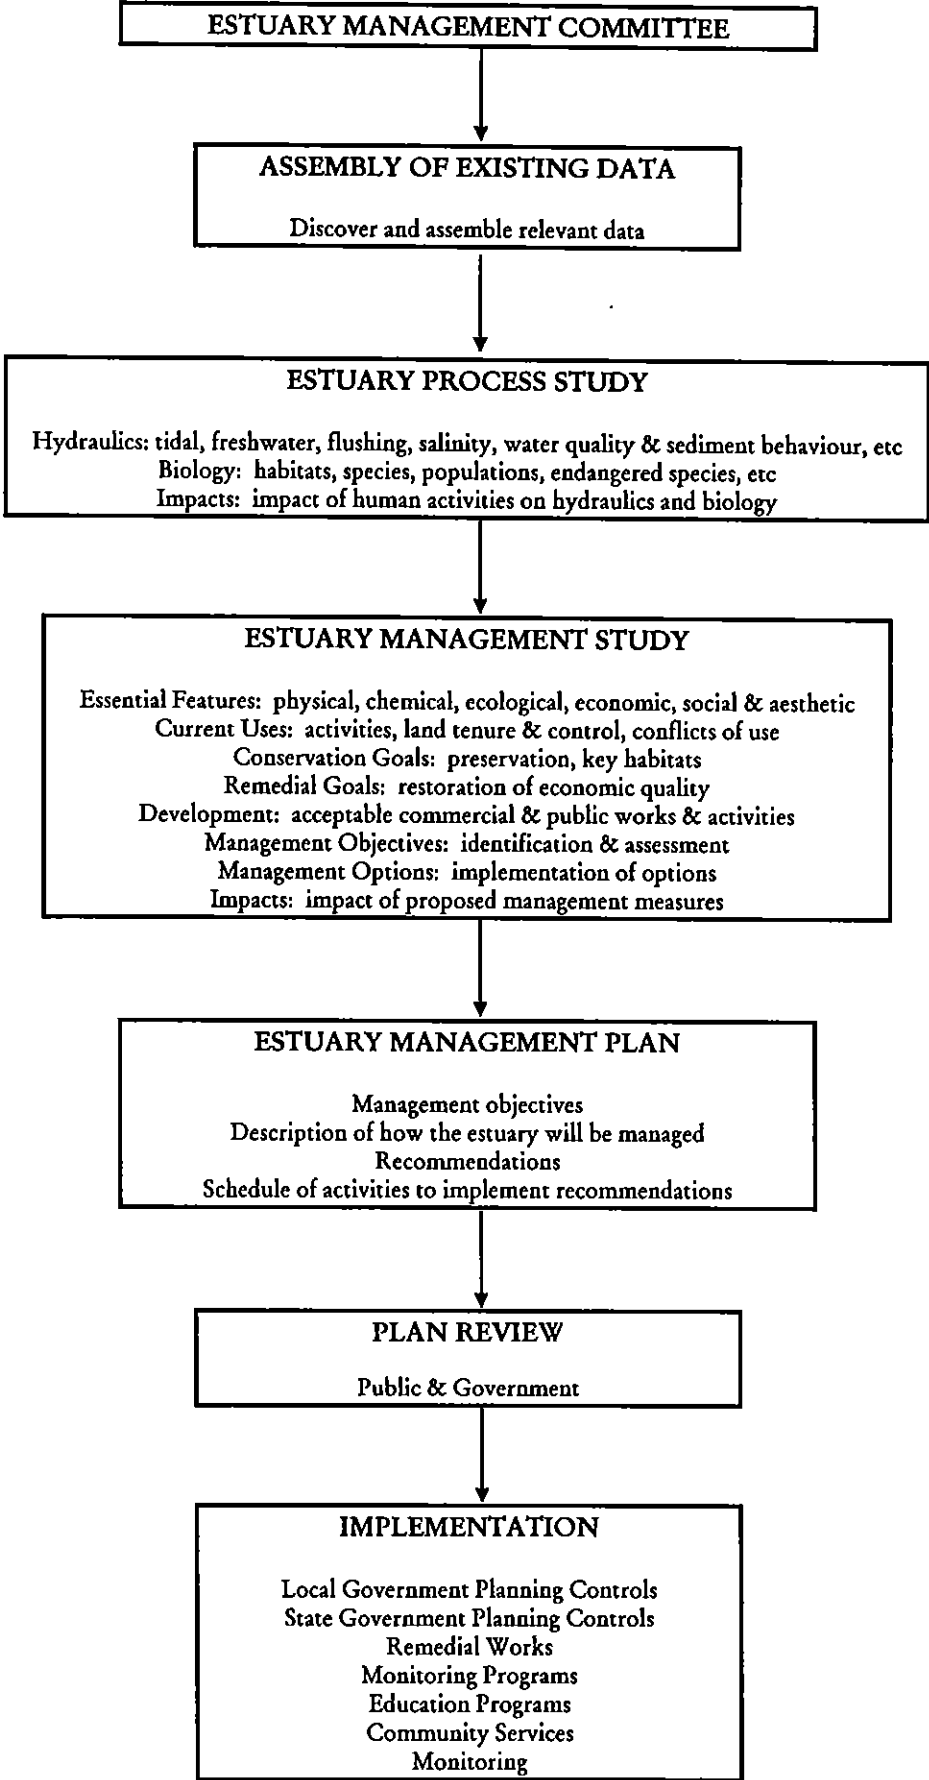 ESTUARY MANAGEMENT COMMITTEE
ASSEMBLY OF EXISTING DATA
Discover and assemble relevant data
ESTUARY PROCESS STUDY
Hydraulics: tidal, freshwater, flushing, salinity, water quality & sediment behaviour, etc
Biology: habitats, species, populations, endangered species, etc
Impacts: impact of human activities on hydraulics and biology
ESTUARY MANAGEMENT STUDY
Essential Features: physical, chemical, ecological, economic, social & aesthetic
Current Uses: activities, land tenure & control, conflicts of use
Conservation Goals: preservation, key habitats
Remedial Goals: restoration of economic quality
Development: acceptable commercial & public works & activities
Management Objectives: identification & assessment
Management Options: implementation of options
Impacts: impact of proposed management measures
ESTUARY MANAGEMENT PLAN
Management objectives
Description of how the estuary will be managed
Recommendations
Schedule of activities to implement recommendations
PLAN REVIEW
Public & Government
IMPLEMENTATION
Local Government Planning Controls
State Government Planning Controls
Remedial Works
Monitoring Programs
Education Programs
Community Services
Monitoring